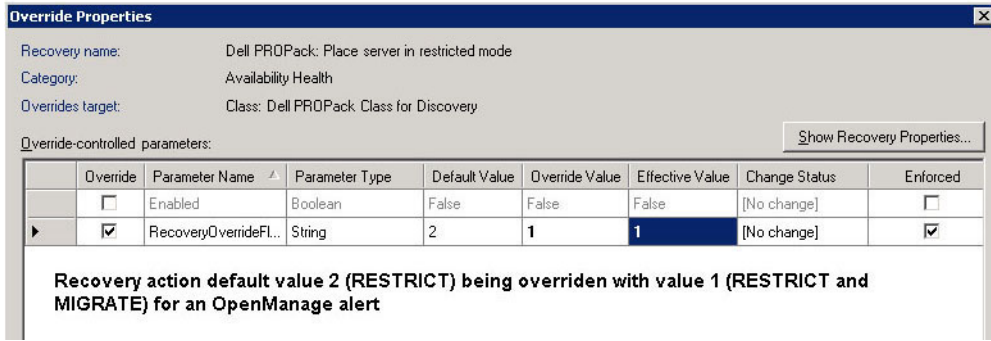 Override Properties
Recovery name: Dell PROPack: Place server in restricted mode
Category: Availability Health
Overrides target: Class: Dell PROPack Class for Discovery
Override-controlled parameters: Show Recovery Properties...
Override Parameter Name Parameter Type Default Value Override Value Effective Value Change Status Enforced
Enabled Boolean False False False [No change]
RecoveryOverrideFl... String 2 1 1 [No change]
Recovery action default value 2 (RESTRICT) being overriden with value 1 (RESTRICT and
MIGRATE) for an OpenManage alert